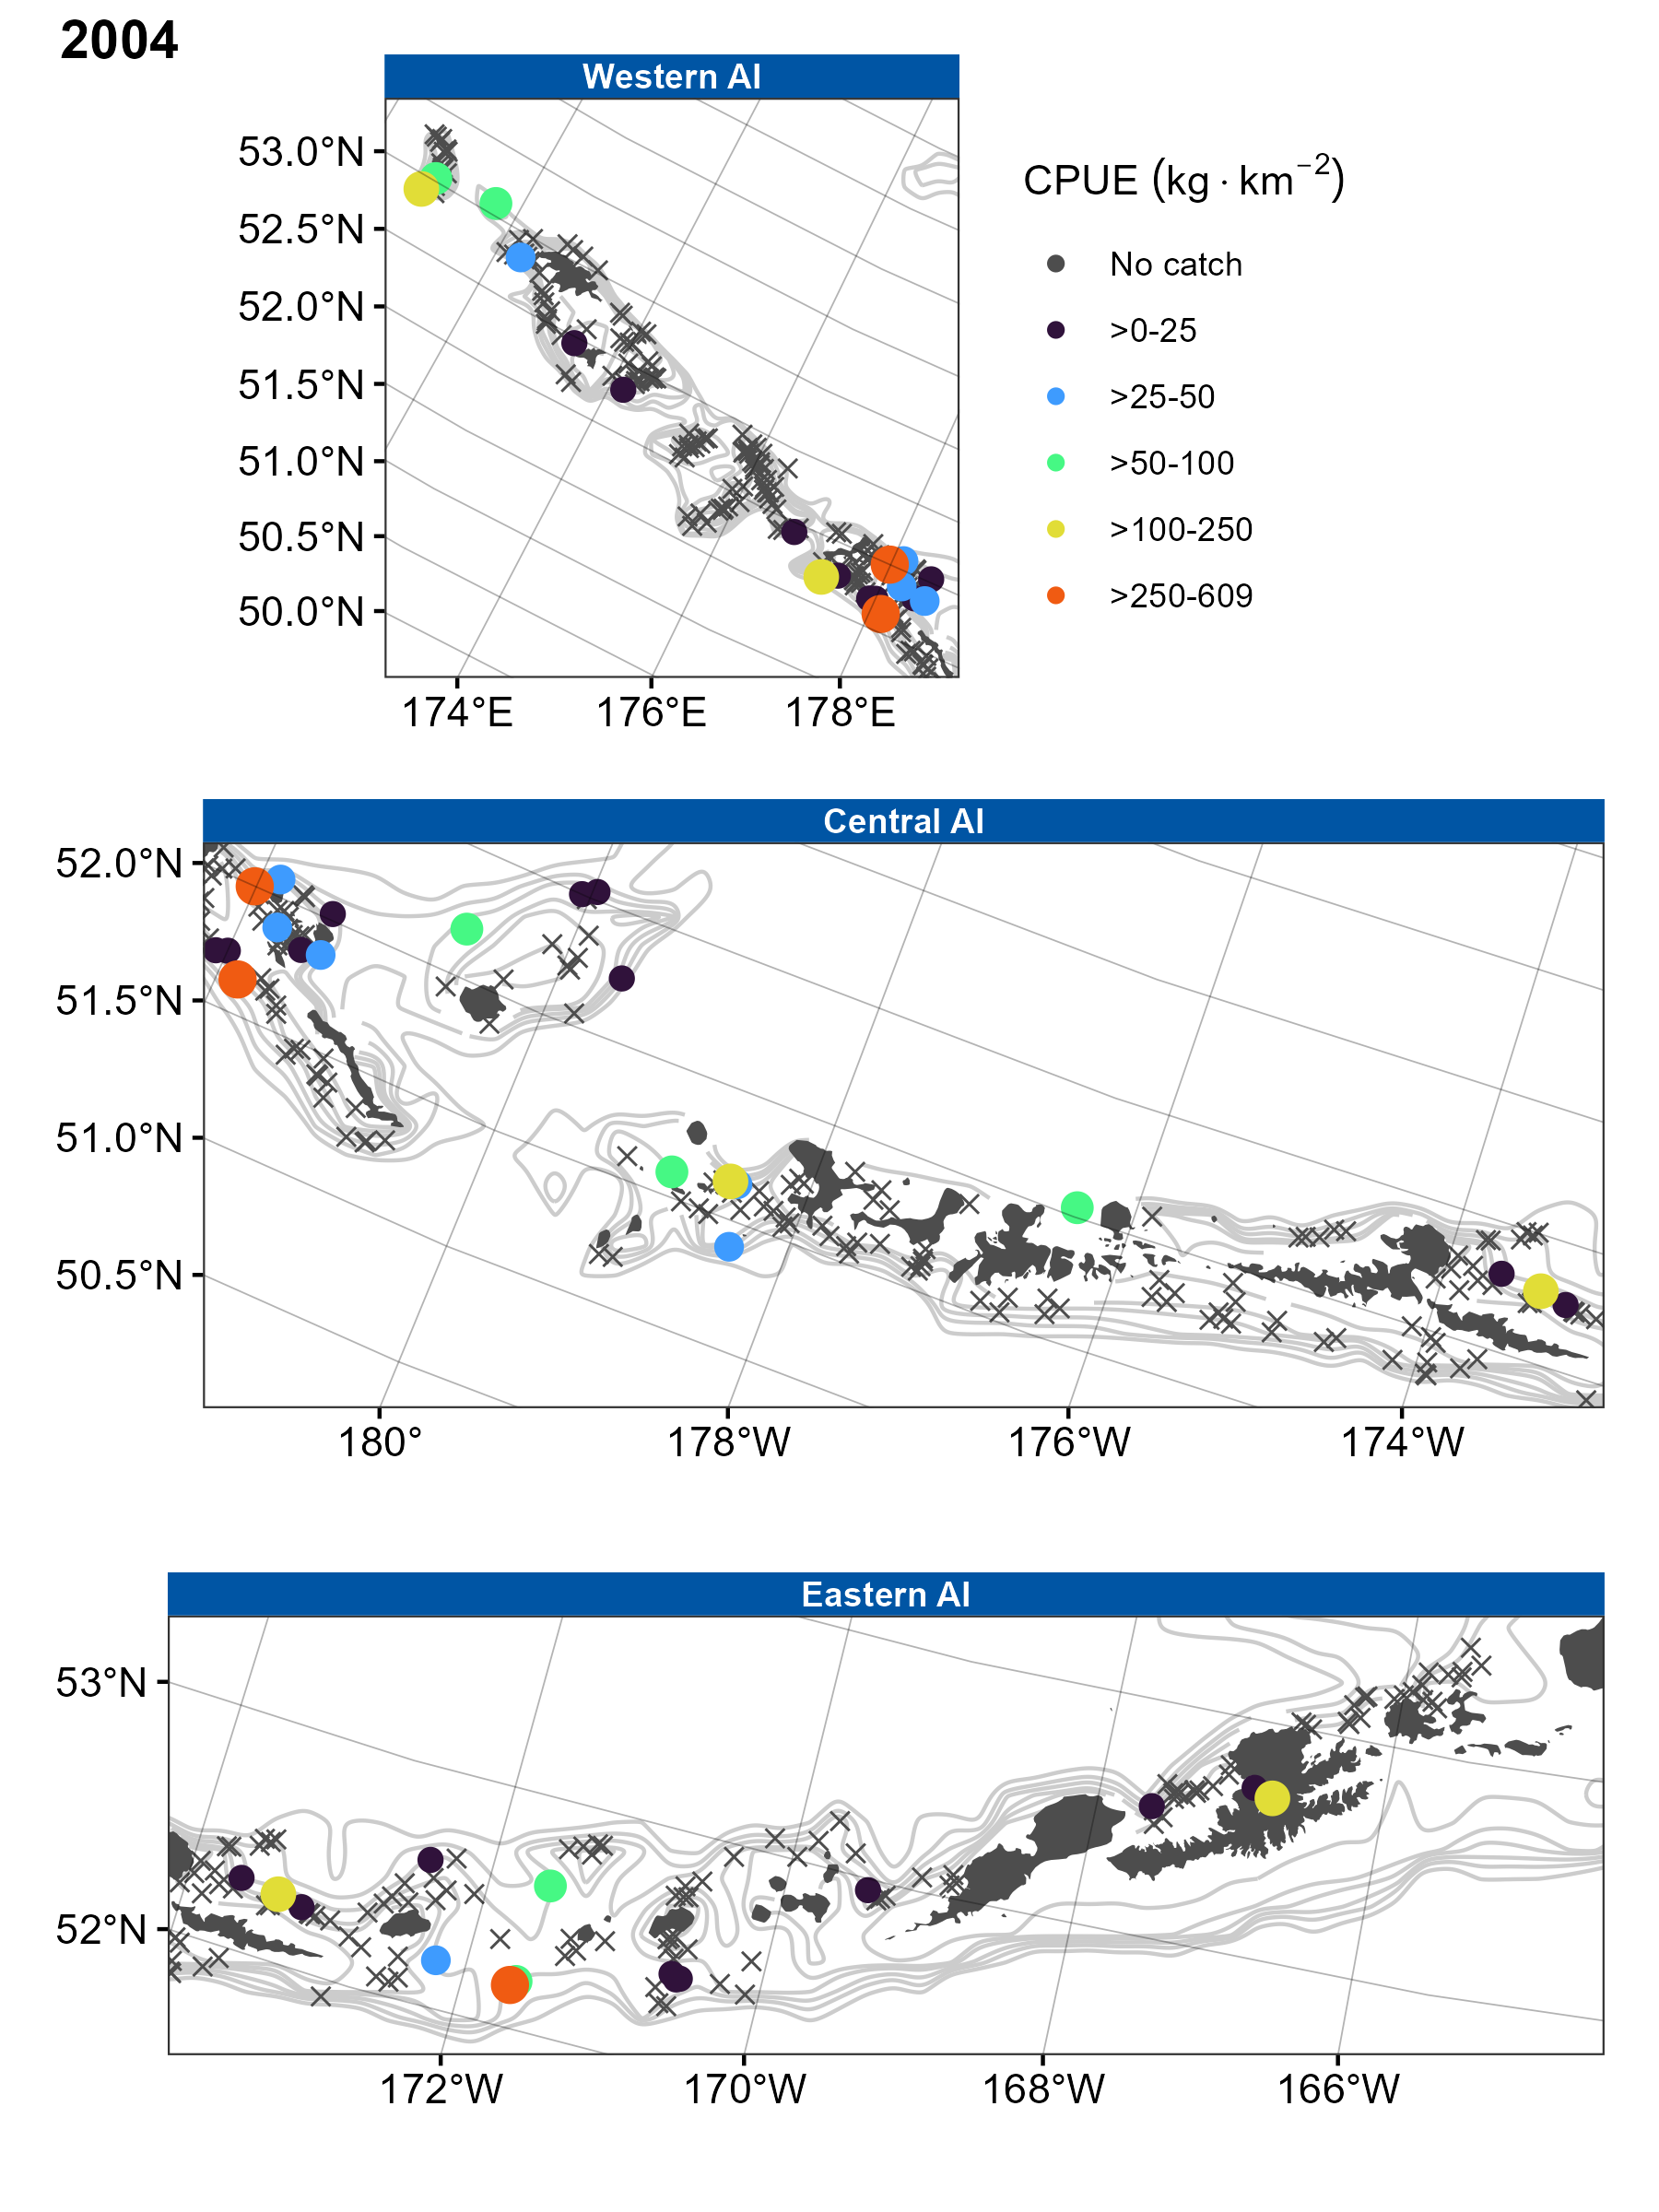 2004
Western AI
53.0°N
52.5°N
52.0°N
51.5°N
51.0°N
50.5°N
50.0°N
174°E 176°E 178°E
CPUE (kg · km⁻²)
No catch
>0-25
>25-50
>50-100
>100-250
>250-609
Central AI
52.0°N
51.5°N
51.0°N
50.5°N
180° 178°W 176°W 174°W
Eastern AI
53°N
52°N
172°W 170°W 168°W 166°W